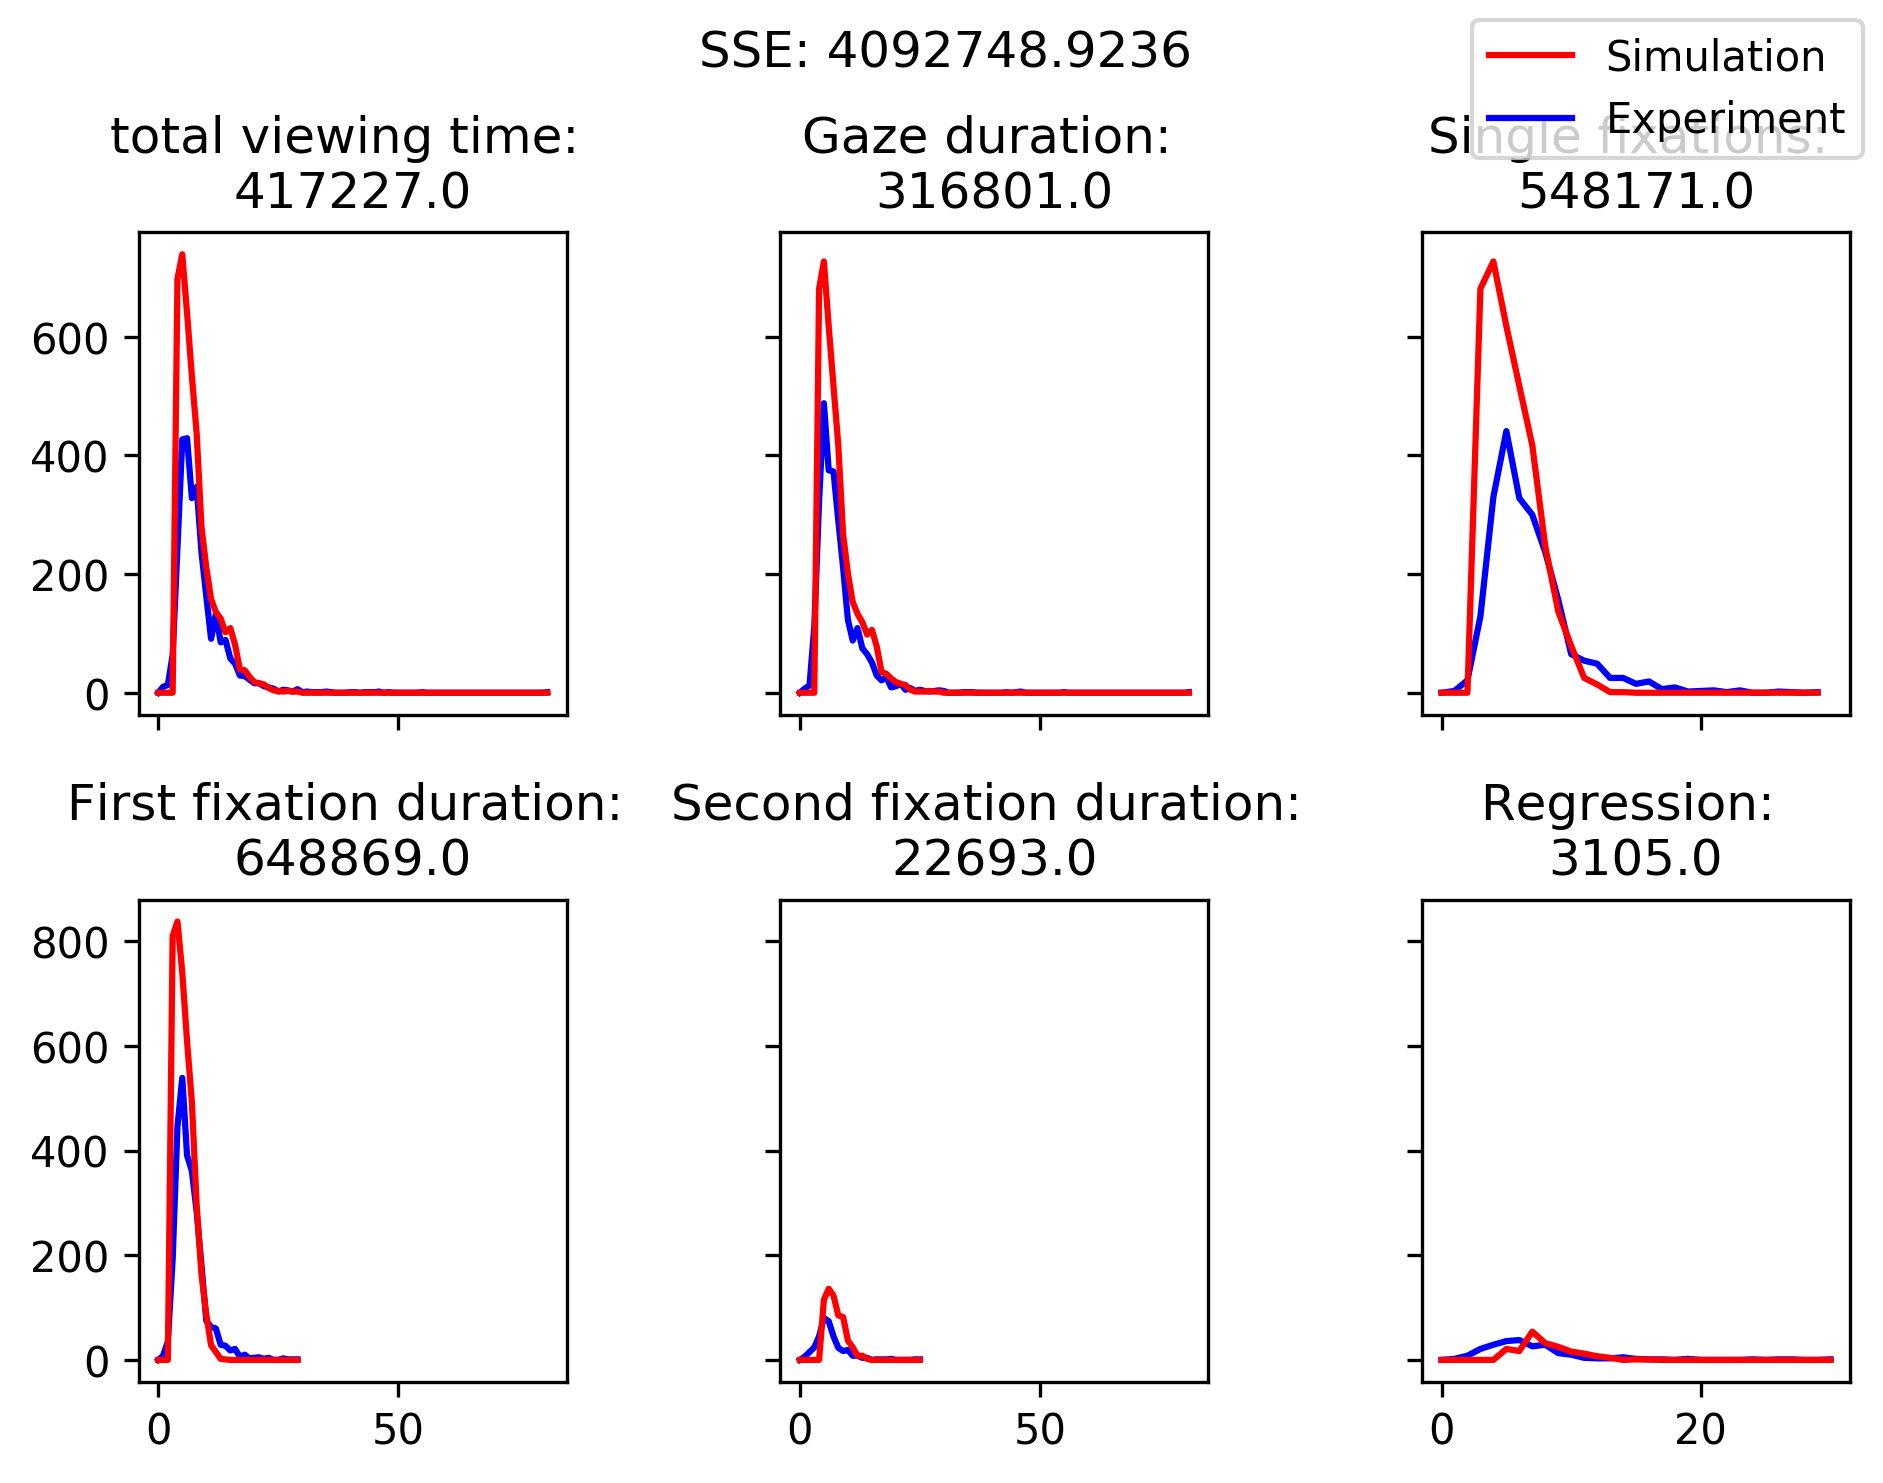 SSE: 4092748.9236
Simulation
Experiment
total viewing time:
417227.0
Gaze duration:
316801.0
Single fixations:
548171.0
600
400
200
0
First fixation duration:
648869.0
Second fixation duration:
22693.0
Regression:
3105.0
800
600
400
200
0
0 50
0 50
0 20